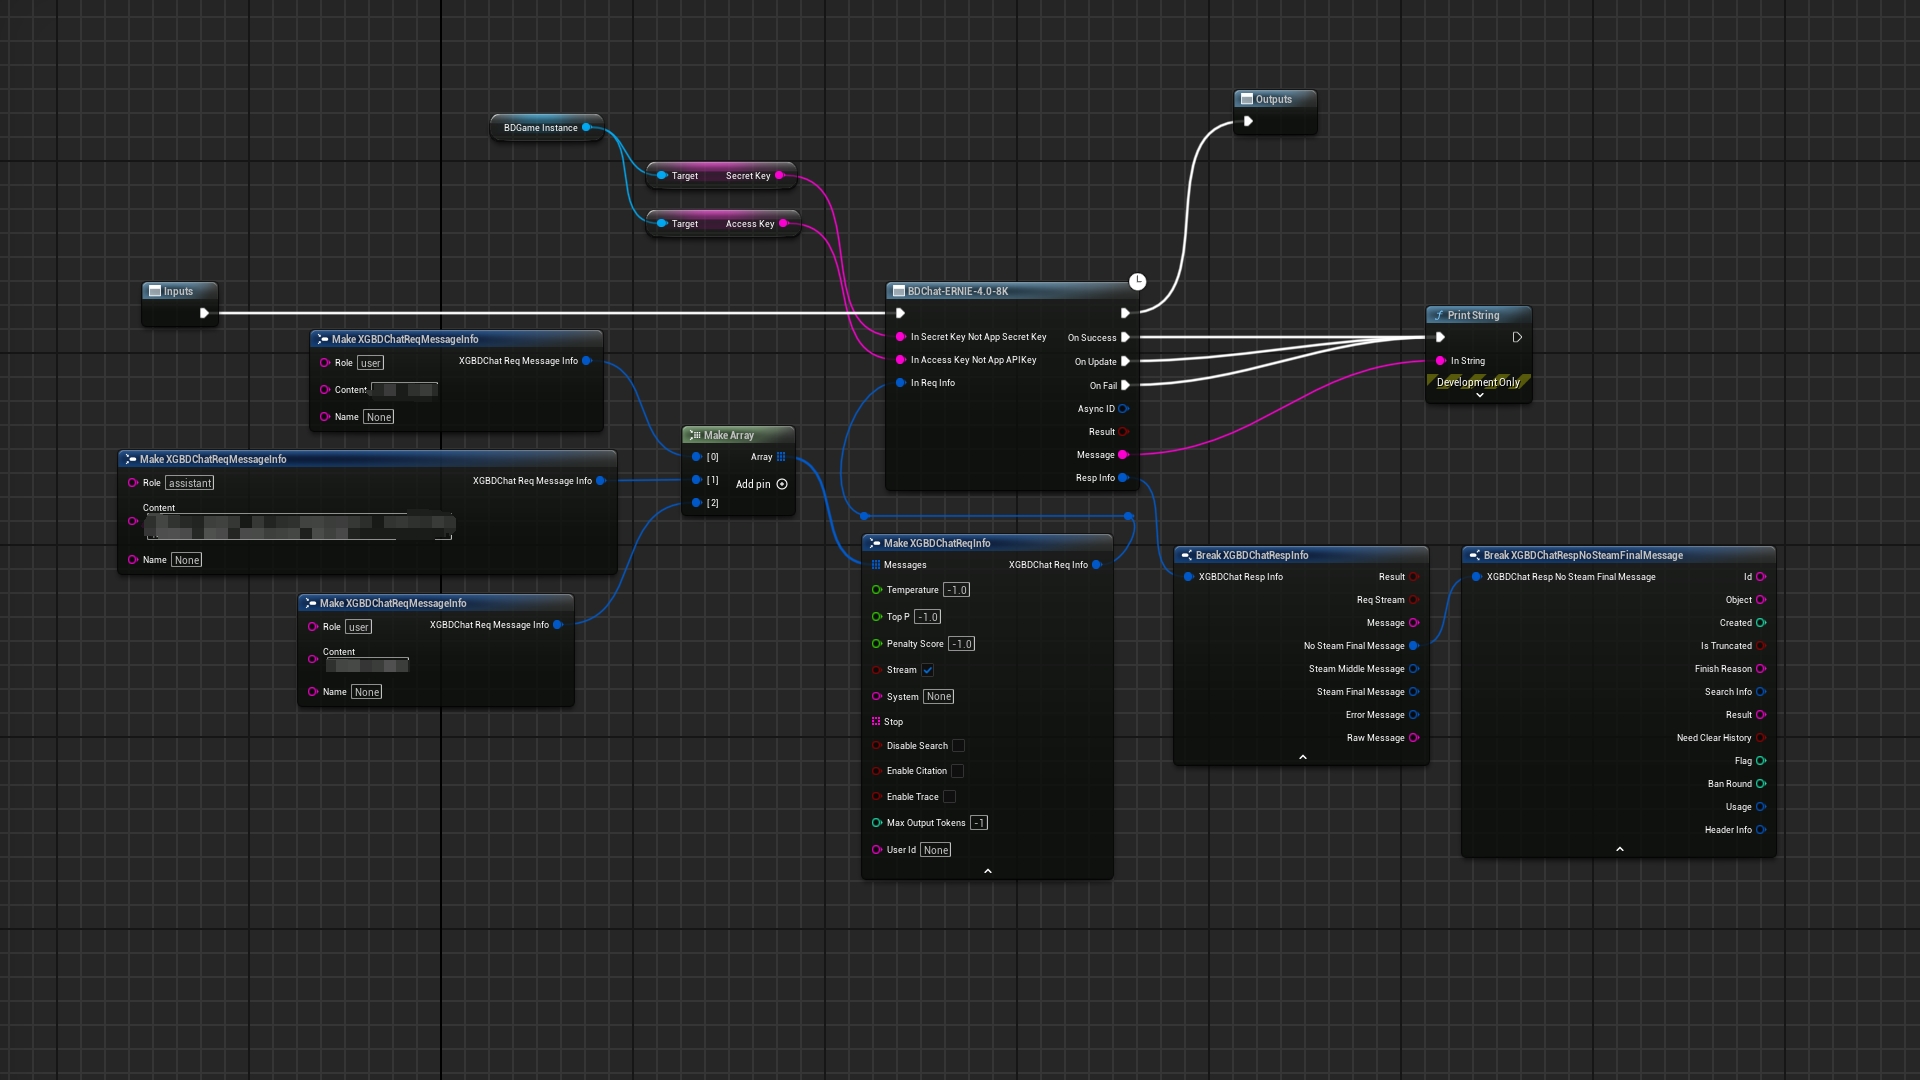 Outputs
BDGame Instance
Target Secret Key
Target Access Key
Inputs
BDChat-ERNIE-4.0-8K
In Secret Key Not App Secret Key On Success
In Access Key Not App APIKey On Update
In Req Info On Fail
Async ID
Result
Message
Resp Info
Print String
In String
Development Only
Make XGBDChatReqMessageInfo
Role user XGBDChat Req Message Info
Content
Name None
Make XGBDChatReqMessageInfo
Role assistant XGBDChat Req Message Info
Content
Name None
Make XGBDChatReqMessageInfo
Role user XGBDChat Req Message Info
Content
Name None
Make Array
[0] Array
[1] Add pin
[2]
Make XGBDChatReqInfo
Messages XGBDChat Req Info
Temperature -1.0
Top P -1.0
Penalty Score -1.0
Stream
System None
Stop
Disable Search
Enable Citation
Enable Trace
Max Output Tokens -1
User Id None
Break XGBDChatRespInfo
XGBDChat Resp Info Result
Req Stream
Message
No Steam Final Message
Steam Middle Message
Steam Final Message
Error Message
Raw Message
Break XGBDChatRespNoSteamFinalMessage
XGBDChat Resp No Steam Final Message Id
Object
Created
Is Truncated
Finish Reason
Search Info
Result
Need Clear History
Flag
Ban Round
Usage
Header Info